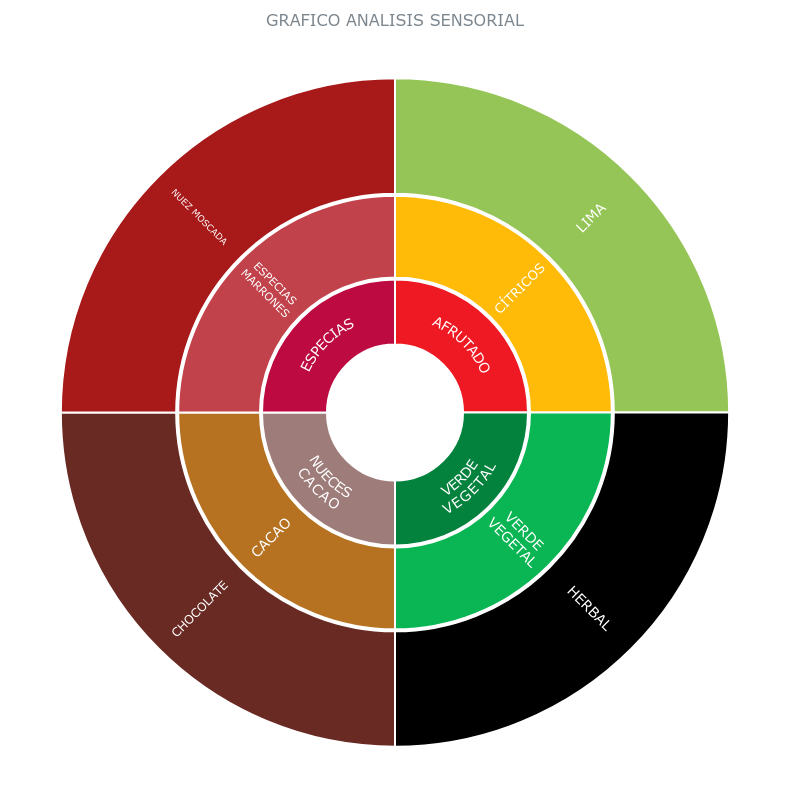 GRAFICO ANALISIS SENSORIAL
NUEZ MOSCADA
LIMA
ESPECIAS
MARRONES
CÍTRICOS
ESPECIAS
AFRUTADO
NUECES
CACAO
VERDE
VEGETAL
CACAO
VERDE
VEGETAL
CHOCOLATE
HERBAL